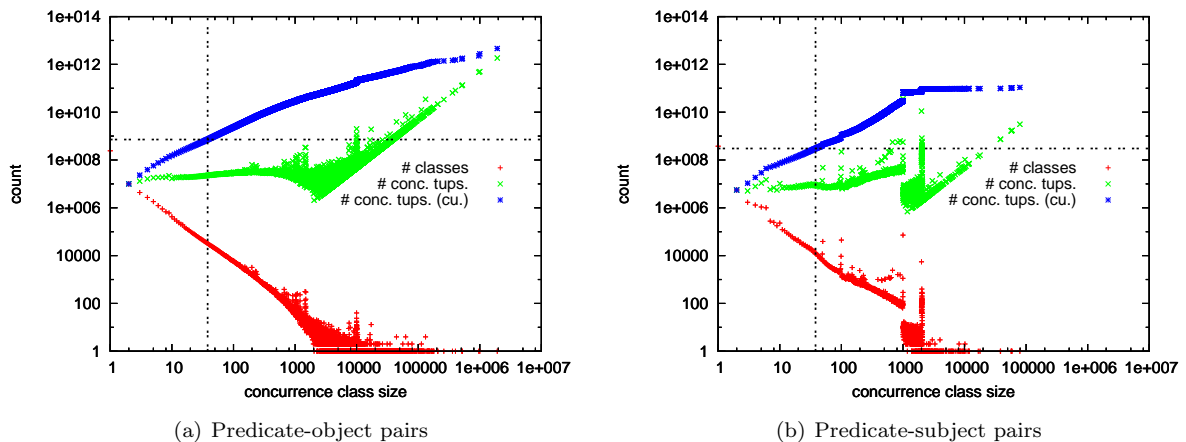 1e+014
1e+012
1e+010
1e+008
1e+006
10000
100
1
count
1 10 100 1000 10000 100000 1e+006 1e+007
concurrence class size
# classes
# conc. tups.
# conc. tups. (cu.)
(a) Predicate-object pairs
1e+014
1e+012
1e+010
1e+008
1e+006
10000
100
1
count
1 10 100 1000 10000 100000 1e+006 1e+007
concurrence class size
# classes
# conc. tups.
# conc. tups. (cu.)
(b) Predicate-subject pairs